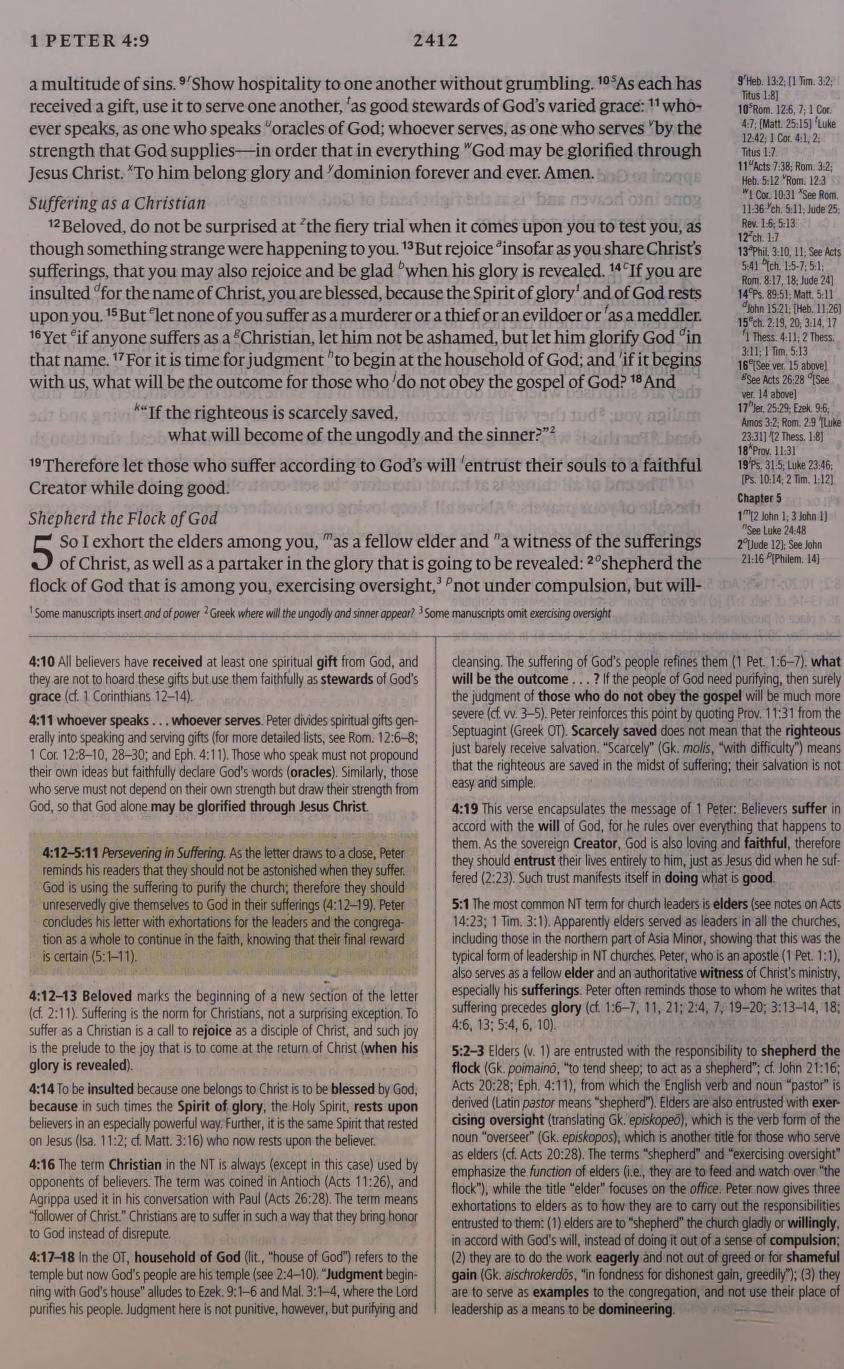 1 PETER 4:9
2412
a multitude of sins. ⁹ʳShow hospitality to one another without grumbling. ¹⁰ˢAs each has
received a gift, use it to serve one another, ᵗas good stewards of God's varied grace: ¹¹ who-
ever speaks, as one who speaks ᵘoracles of God; whoever serves, as one who serves ᵛby the
strength that God supplies—in order that in everything ʷGod may be glorified through
Jesus Christ. ˣTo him belong glory and ʸdominion forever and ever. Amen.
Suffering as a Christian
¹²Beloved, do not be surprised at ᶻthe fiery trial when it comes upon you to test you, as
though something strange were happening to you. ¹³But rejoice ᵃinsofar as you share Christ's
sufferings, that you may also rejoice and be glad ᵇwhen his glory is revealed. ¹⁴ᶜIf you are
insulted ᵈfor the name of Christ, you are blessed, because the Spirit of glory¹ and of God rests
upon you. ¹⁵But ᵉlet none of you suffer as a murderer or a thief or an evildoer or ᶠas a meddler.
¹⁶Yet ᵉif anyone suffers as a ᵍChristian, let him not be ashamed, but let him glorify God ᵈin
that name. ¹⁷For it is time for judgment ʰto begin at the household of God; and ⁱif it begins
with us, what will be the outcome for those who ʲdo not obey the gospel of God? ¹⁸And
ᵏ"If the righteous is scarcely saved,
what will become of the ungodly and the sinner?"²
¹⁹Therefore let those who suffer according to God's will ˡentrust their souls to a faithful
Creator while doing good.
Shepherd the Flock of God
5 So I exhort the elders among you, ᵐas a fellow elder and ⁿa witness of the sufferings
of Christ, as well as a partaker in the glory that is going to be revealed: ²ᵒshepherd the
flock of God that is among you, exercising oversight,³ ᵖnot under compulsion, but will-
¹Some manuscripts insert and of power ²Greek where will the ungodly and sinner appear? ³Some manuscripts omit exercising oversight
9ʳHeb. 13:2; [1 Tim. 3:2;
Titus 1:8]
10ˢRom. 12:6, 7; 1 Cor.
4:7; [Matt. 25:15] ᵗLuke
12:42; 1 Cor. 4:1, 2;
Titus 1:7
11ᵘActs 7:38; Rom. 3:2;
Heb. 5:12 ᵛRom. 12:3
ʷ1 Cor. 10:31 ˣSee Rom.
11:36 ʸch. 5:11; Jude 25;
Rev. 1:6; 5:13
12ᶻch. 1:7
13ᵃPhil. 3:10, 11; See Acts
5:41 ᵇ[ch. 1:5-7; 5:1;
Rom. 8:17, 18; Jude 24]
14ᶜPs. 89:51; Matt. 5:11
ᵈJohn 15:21; [Heb. 11:26]
15ᵉch. 2:19, 20; 3:14, 17
ᶠ1 Thess. 4:11; 2 Thess.
3:11; 1 Tim. 5:13
16ᵉ[See ver. 15 above]
ᵍSee Acts 26:28 ᵈ[See
ver. 14 above]
17ʰJer. 25:29; Ezek. 9:6;
Amos 3:2; Rom. 2:9 ⁱ[Luke
23:31] ʲ[2 Thess. 1:8]
18ᵏProv. 11:31
19ˡPs. 31:5; Luke 23:46;
[Ps. 10:14; 2 Tim. 1:12]
Chapter 5
1ᵐ[2 John 1; 3 John 1]
ⁿSee Luke 24:48
2ᵒ[Jude 12]; See John
21:16 ᵖ[Philem. 14]
4:10 All believers have received at least one spiritual gift from God, and
they are not to hoard these gifts but use them faithfully as stewards of God's
grace (cf. 1 Corinthians 12–14).
4:11 whoever speaks . . . whoever serves. Peter divides spiritual gifts gen-
erally into speaking and serving gifts (for more detailed lists, see Rom. 12:6–8;
1 Cor. 12:8–10, 28–30; and Eph. 4:11). Those who speak must not propound
their own ideas but faithfully declare God's words (oracles). Similarly, those
who serve must not depend on their own strength but draw their strength from
God, so that God alone may be glorified through Jesus Christ.
4:12–5:11 Persevering in Suffering. As the letter draws to a close, Peter
reminds his readers that they should not be astonished when they suffer.
God is using the suffering to purify the church; therefore they should
unreservedly give themselves to God in their sufferings (4:12–19). Peter
concludes his letter with exhortations for the leaders and the congrega-
tion as a whole to continue in the faith, knowing that their final reward
is certain (5:1–11).
4:12–13 Beloved marks the beginning of a new section of the letter
(cf. 2:11). Suffering is the norm for Christians, not a surprising exception. To
suffer as a Christian is a call to rejoice as a disciple of Christ, and such joy
is the prelude to the joy that is to come at the return of Christ (when his
glory is revealed).
4:14 To be insulted because one belongs to Christ is to be blessed by God,
because in such times the Spirit of glory, the Holy Spirit, rests upon
believers in an especially powerful way. Further, it is the same Spirit that rested
on Jesus (Isa. 11:2; cf. Matt. 3:16) who now rests upon the believer.
4:16 The term Christian in the NT is always (except in this case) used by
opponents of believers. The term was coined in Antioch (Acts 11:26), and
Agrippa used it in his conversation with Paul (Acts 26:28). The term means
"follower of Christ." Christians are to suffer in such a way that they bring honor
to God instead of disrepute.
4:17–18 In the OT, household of God (lit., "house of God") refers to the
temple but now God's people are his temple (see 2:4–10). "Judgment begin-
ning with God's house" alludes to Ezek. 9:1–6 and Mal. 3:1–4, where the Lord
purifies his people. Judgment here is not punitive, however, but purifying and
cleansing. The suffering of God's people refines them (1 Pet. 1:6–7). what
will be the outcome . . . ? If the people of God need purifying, then surely
the judgment of those who do not obey the gospel will be much more
severe (cf. vv. 3–5). Peter reinforces this point by quoting Prov. 11:31 from the
Septuagint (Greek OT). Scarcely saved does not mean that the righteous
just barely receive salvation. "Scarcely" (Gk. molis, "with difficulty") means
that the righteous are saved in the midst of suffering; their salvation is not
easy and simple.
4:19 This verse encapsulates the message of 1 Peter: Believers suffer in
accord with the will of God, for he rules over everything that happens to
them. As the sovereign Creator, God is also loving and faithful, therefore
they should entrust their lives entirely to him, just as Jesus did when he suf-
fered (2:23). Such trust manifests itself in doing what is good.
5:1 The most common NT term for church leaders is elders (see notes on Acts
14:23; 1 Tim. 3:1). Apparently elders served as leaders in all the churches,
including those in the northern part of Asia Minor, showing that this was the
typical form of leadership in NT churches. Peter, who is an apostle (1 Pet. 1:1),
also serves as a fellow elder and an authoritative witness of Christ's ministry,
especially his sufferings. Peter often reminds those to whom he writes that
suffering precedes glory (cf. 1:6–7, 11, 21; 2:4, 7, 19–20; 3:13–14, 18;
4:6, 13; 5:4, 6, 10).
5:2–3 Elders (v. 1) are entrusted with the responsibility to shepherd the
flock (Gk. poimainō, "to tend sheep; to act as a shepherd"; cf. John 21:16;
Acts 20:28; Eph. 4:11), from which the English verb and noun "pastor" is
derived (Latin pastor means "shepherd"). Elders are also entrusted with exer-
cising oversight (translating Gk. episkopeō), which is the verb form of the
noun "overseer" (Gk. episkopos), which is another title for those who serve
as elders (cf. Acts 20:28). The terms "shepherd" and "exercising oversight"
emphasize the function of elders (i.e., they are to feed and watch over "the
flock"), while the title "elder" focuses on the office. Peter now gives three
exhortations to elders as to how they are to carry out the responsibilities
entrusted to them: (1) elders are to "shepherd" the church gladly or willingly,
in accord with God's will, instead of doing it out of a sense of compulsion;
(2) they are to do the work eagerly and not out of greed or for shameful
gain (Gk. aischrokerdōs, "in fondness for dishonest gain, greedily"); (3) they
are to serve as examples to the congregation, and not use their place of
leadership as a means to be domineering.